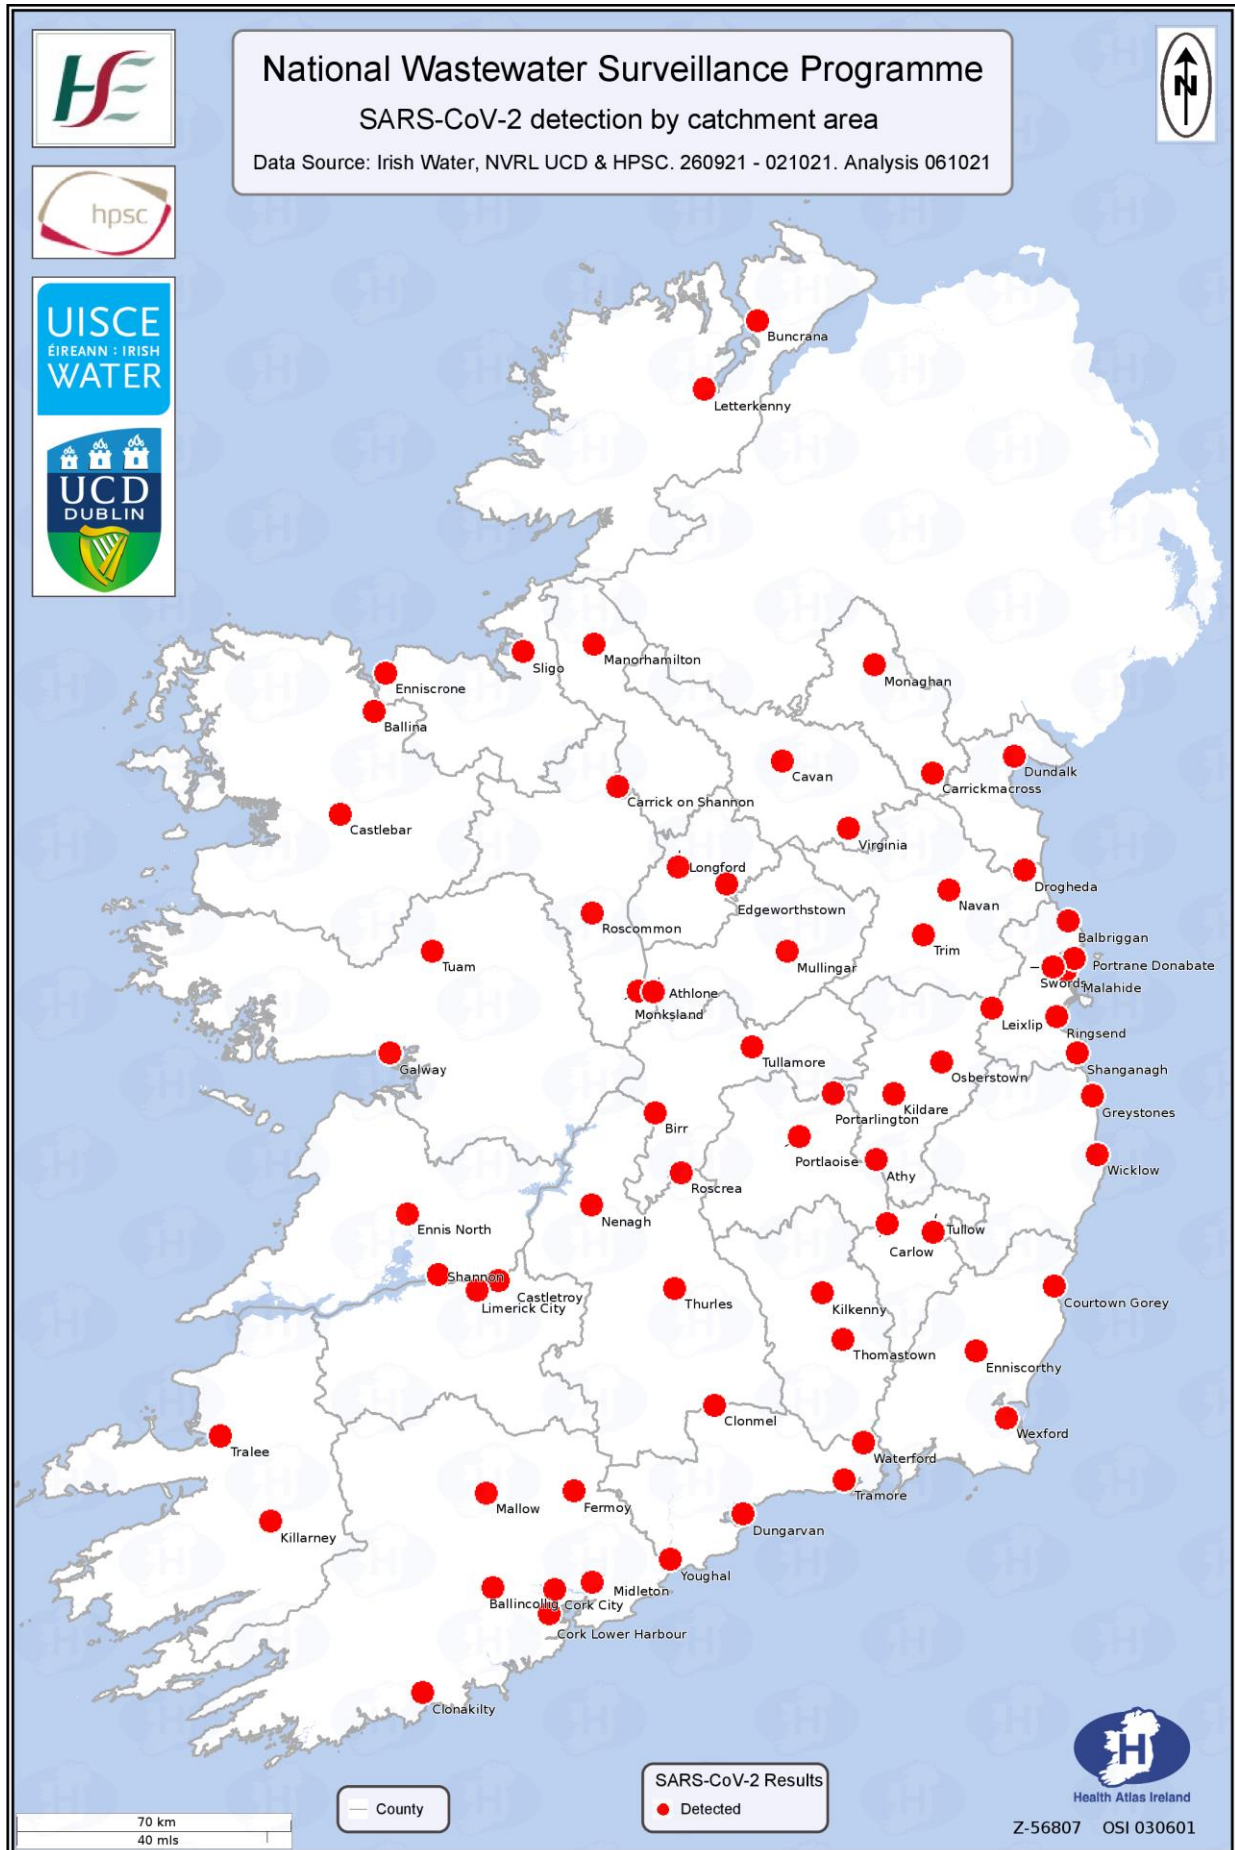 HSE
National Wastewater Surveillance Programme
SARS-CoV-2 detection by catchment area
Data Source: Irish Water, NVRL UCD & HPSC. 260921 - 021021. Analysis 061021
N
hpsc
UISCE
ÉIREANN : IRISH
WATER
UCD
DUBLIN
Buncrana
Letterkenny
Manorhamilton
Sligo
Monaghan
Enniscrone
Ballina
Dundalk
Cavan
Carrickmacross
Carrick on Shannon
Castlebar
Virginia
Longford
Drogheda
Edgeworthstown
Navan
Roscommon
Balbriggan
Trim
Mullingar
Tuam
Portrane Donabate
Swords
Malahide
Athlone
Monksland
Leixlip
Ringsend
Tullamore
Shanganagh
Galway
Osberstown
Kildare
Greystones
Portarlington
Birr
Portlaoise
Wicklow
Athy
Roscrea
Ennis North
Nenagh
Tullow
Carlow
Shannon
Castletroy
Limerick City
Thurles
Kilkenny
Courtown Gorey
Thomastown
Enniscorthy
Clonmel
Wexford
Tralee
Waterford
Tramore
Mallow
Fermoy
Dungarvan
Killarney
Youghal
Midleton
Ballincollig
Cork City
Cork Lower Harbour
Clonakilty
H
Health Atlas Ireland
SARS-CoV-2 Results
Detected
County
70 km
40 mls
Z-56807 OSI 030601